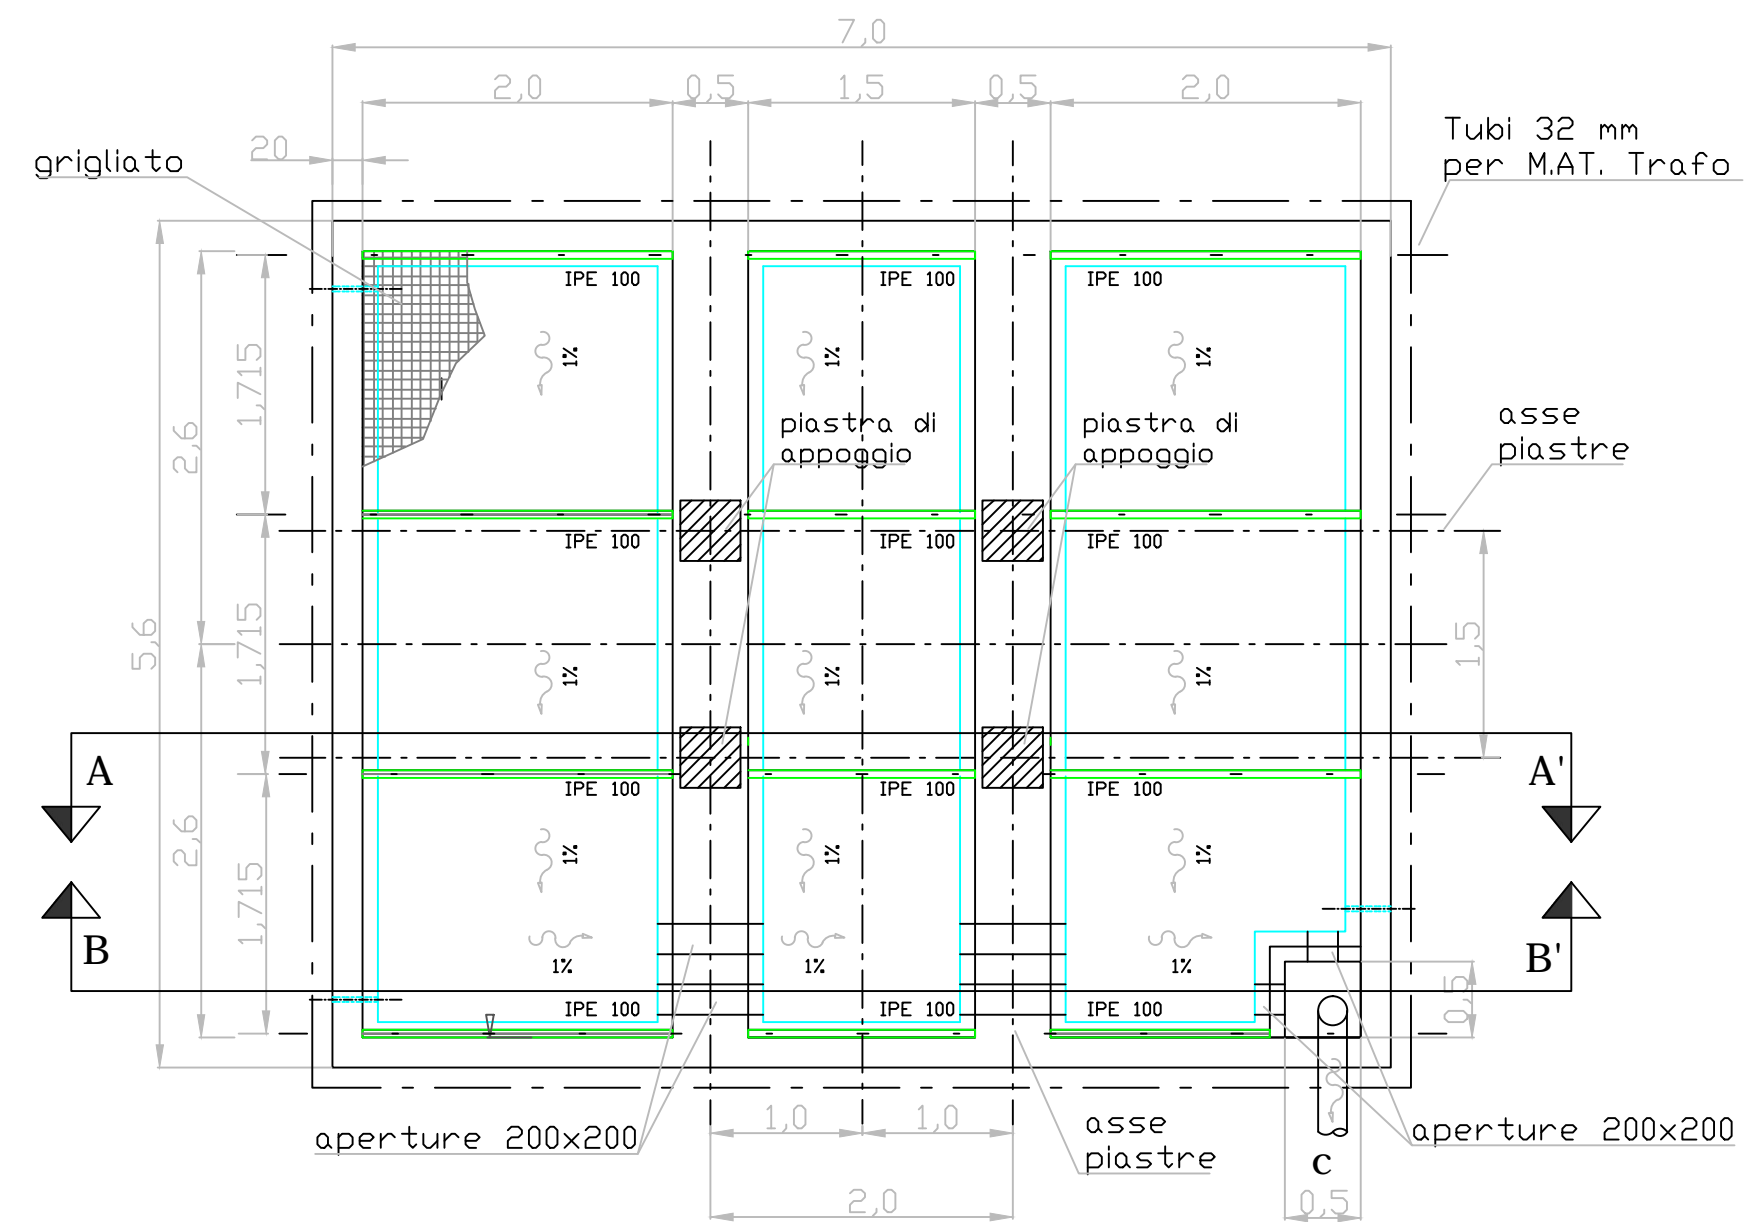 7,0
2,0
0,5
1,5
0,5
2,0
20
grigliato
Tubi 32 mm
per M.AT. Trafo
IPE 100
IPE 100
IPE 100
1%
1%
1%
1,715
2,6
piastra di
appoggio
piastra di
appoggio
asse
piastre
IPE 100
IPE 100
IPE 100
5,6
1,715
1,5
1%
1%
1%
A
A'
IPE 100
IPE 100
IPE 100
2,6
1,715
1%
1%
1%
B
B'
1%
1%
1%
IPE 100
IPE 100
IPE 100
0,5
aperture 200x200
1,0
1,0
asse
piastre
aperture 200x200
c
2,0
0,5